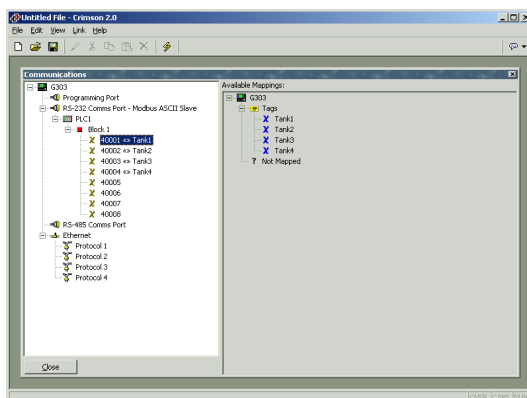 Untitled File - Crimson 2.0
File Edit View Link Help
Communications
G303
Programming Port
RS-232 Comms Port - Modbus ASCII Slave
PLC1
Block 1
40001 <> Tank1
40002 <> Tank2
40003 <> Tank3
40004 <> Tank4
40005
40006
40007
40008
RS-485 Comms Port
Ethernet
Protocol 1
Protocol 2
Protocol 3
Protocol 4
Available Mappings:
G303
Tags
Tank1
Tank2
Tank3
Tank4
? Not Mapped
Close